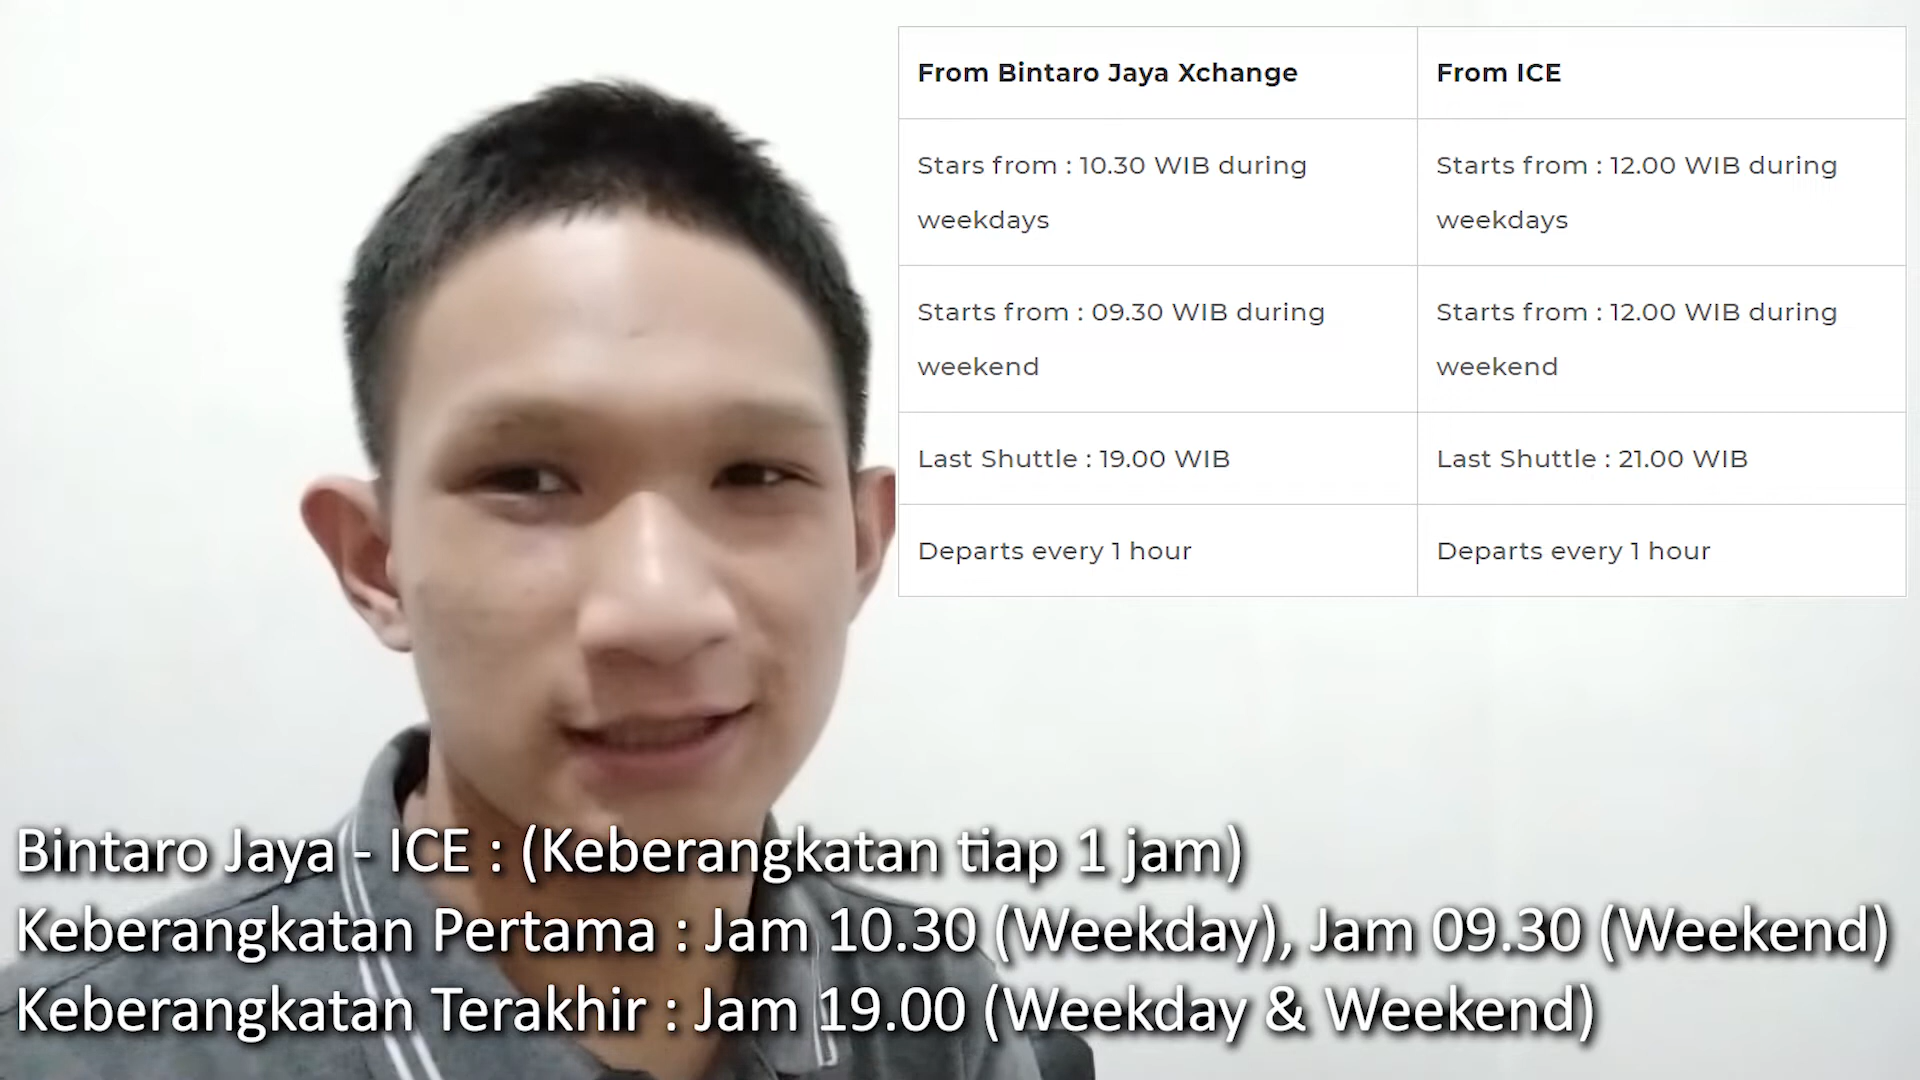 From Bintaro Jaya Xchange
From ICE
Stars from : 10.30 WIB during
weekdays
Starts from : 12.00 WIB during
weekdays
Starts from : 09.30 WIB during
weekend
Starts from : 12.00 WIB during
weekend
Last Shuttle : 19.00 WIB
Last Shuttle : 21.00 WIB
Departs every 1 hour
Departs every 1 hour
Bintaro Jaya - ICE : (Keberangkatan tiap 1 jam)
Keberangkatan Pertama : Jam 10.30 (Weekday), Jam 09.30 (Weekend)
Keberangkatan Terakhir : Jam 19.00 (Weekday & Weekend)